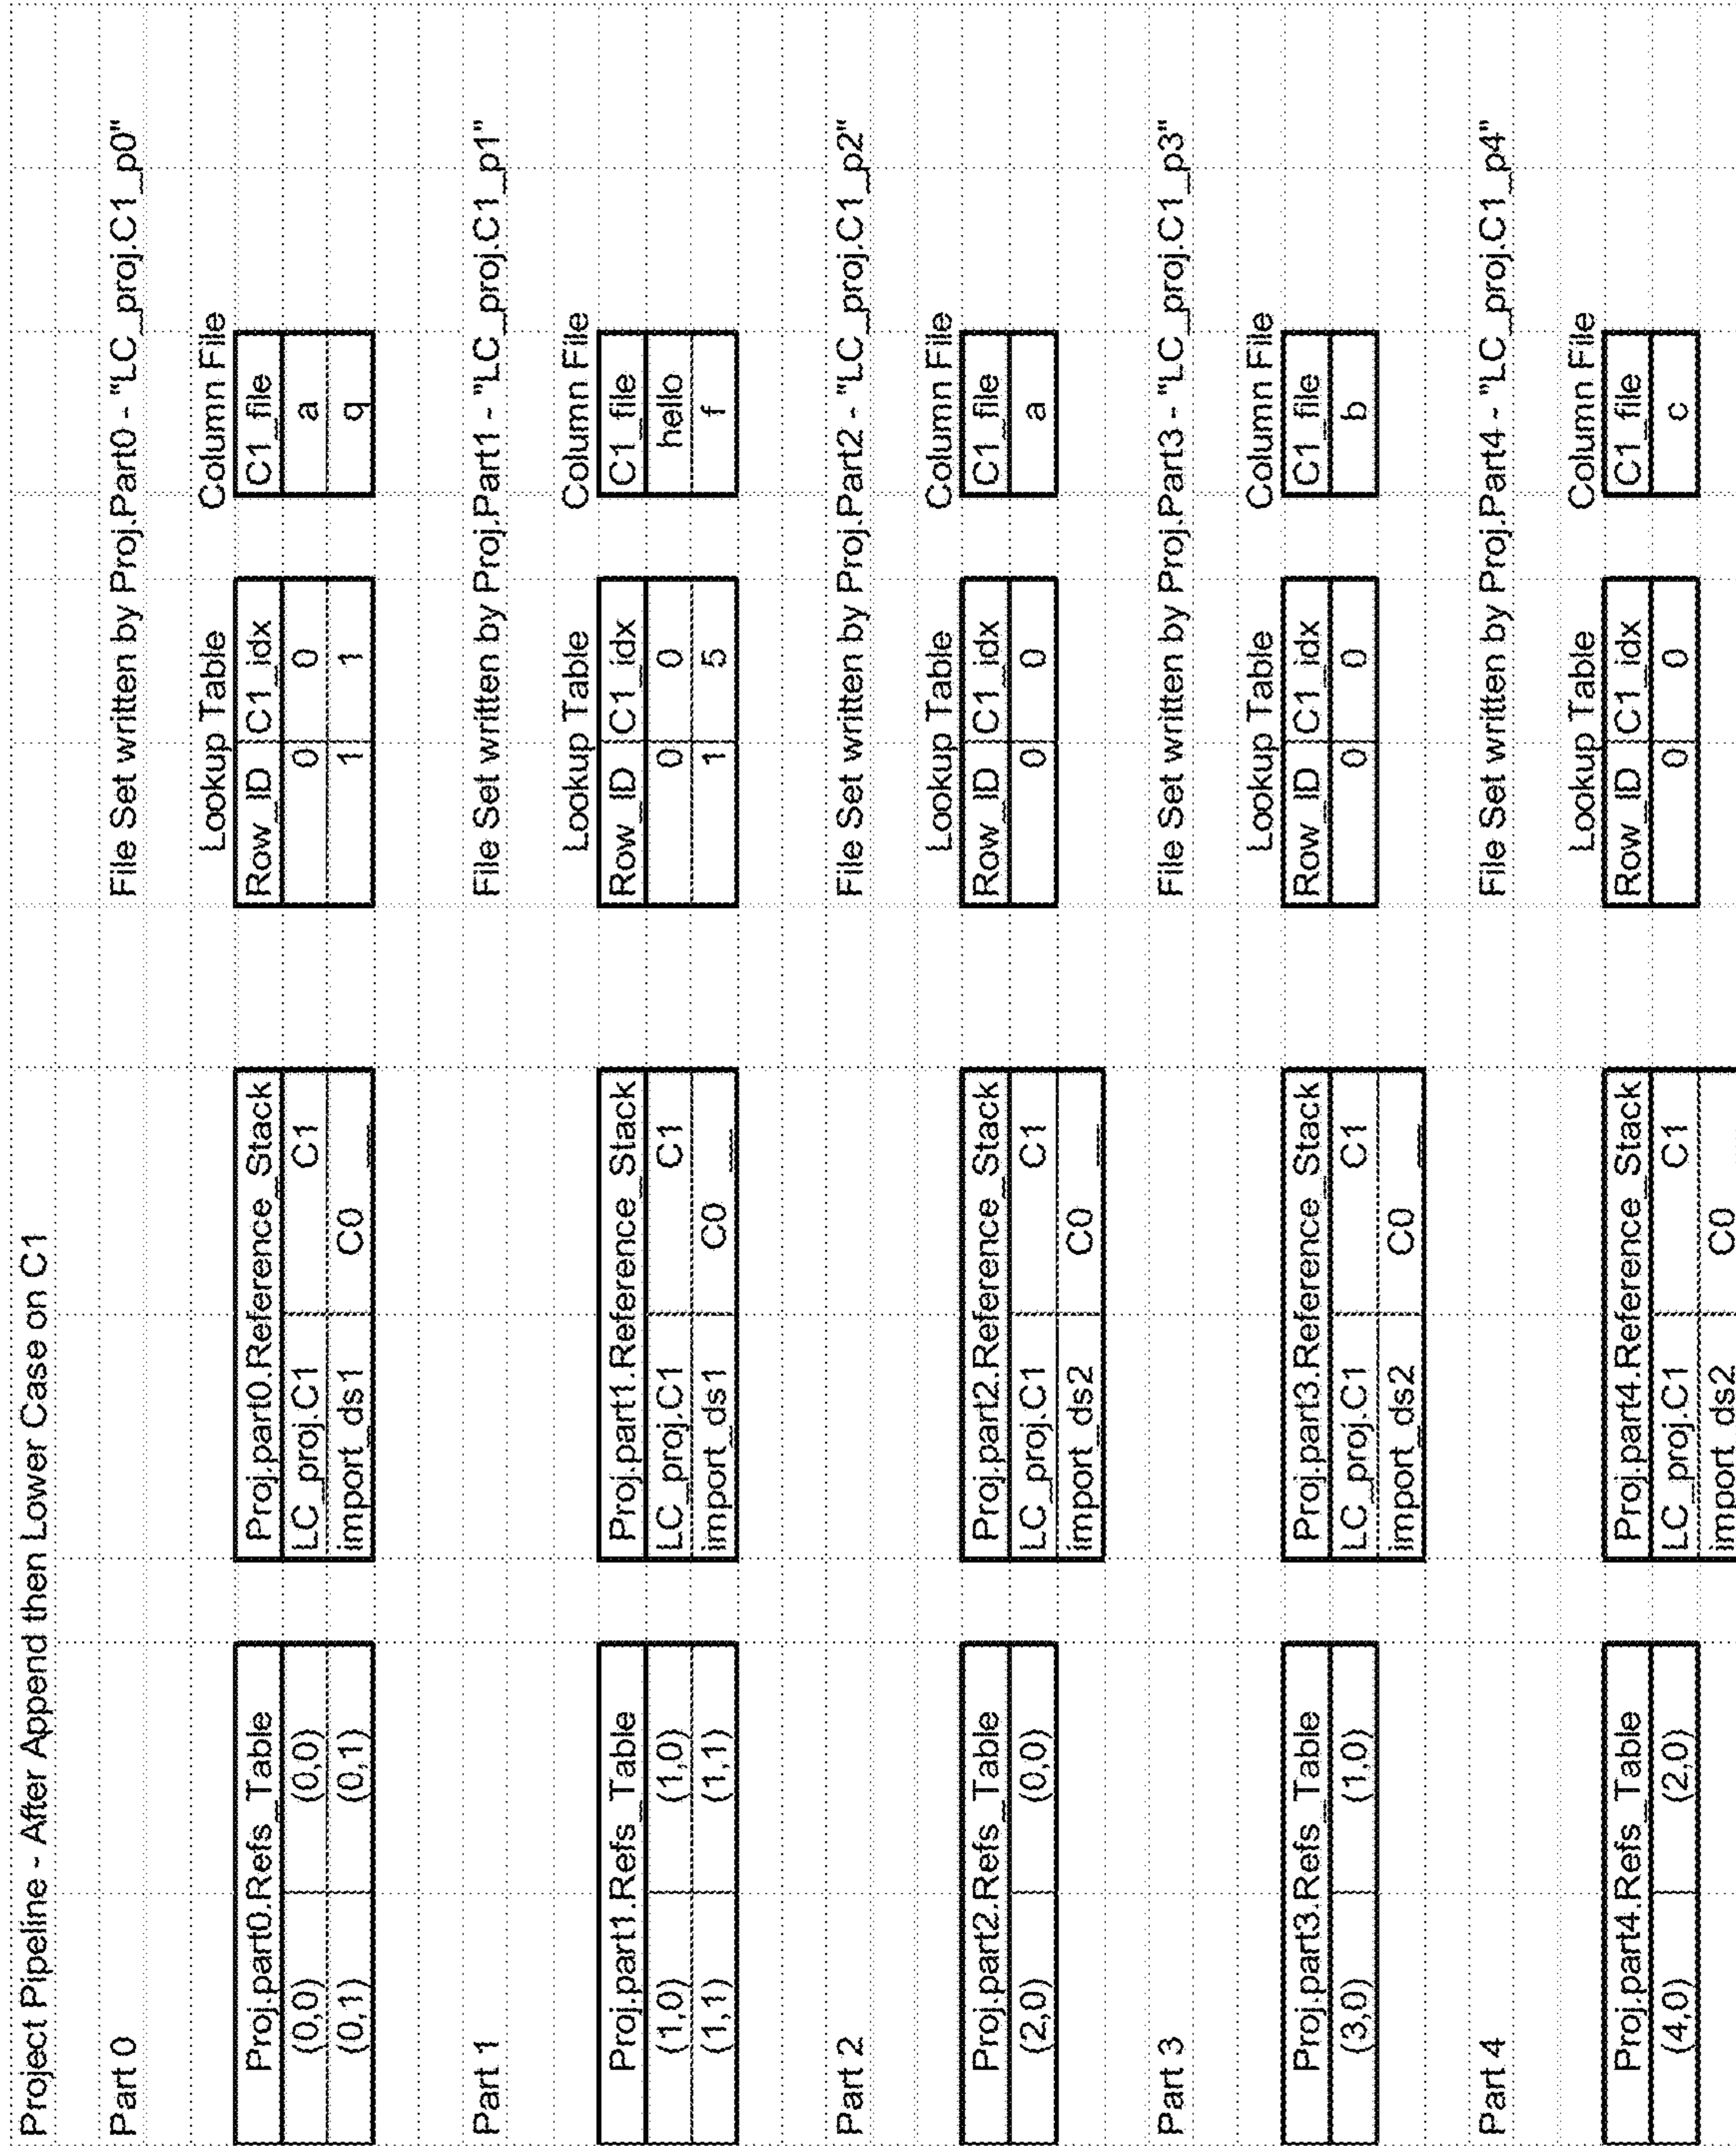 Project Pipeline - After Append then Lower Case on C1
Part 0
File Set written by Proj.Part0 - "LC_proj.C1_p0"
Lookup Table Column File
Proj.part0.Refs_Table Proj.part0.Reference_Stack Row_ID C1_idx C1_file
(0,0) (0,0) LC_proj.C1 C1 0 0 a
(0,1) (0,1) import_ds1 C0 __ 1 1 q
Part 1
File Set written by Proj.Part1 - "LC_proj.C1_p1"
Lookup Table Column File
Proj.part1.Refs_Table Proj.part1.Reference_Stack Row_ID C1_idx C1_file
(1,0) (1,0) LC_proj.C1 C1 0 0 hello
(1,1) (1,1) import_ds1 C0 __ 1 5 f
Part 2
File Set written by Proj.Part2 - "LC_proj.C1_p2"
Lookup Table Column File
Proj.part2.Refs_Table Proj.part2.Reference_Stack Row_ID C1_idx C1_file
(2,0) (0,0) LC_proj.C1 C1 0 0 a
import_ds2 C0 __
Part 3
File Set written by Proj.Part3 - "LC_proj.C1_p3"
Lookup Table Column File
Proj.part3.Refs_Table Proj.part3.Reference_Stack Row_ID C1_idx C1_file
(3,0) (1,0) LC_proj.C1 C1 0 0 b
import_ds2 C0 __
Part 4
File Set written by Proj.Part4 - "LC_proj.C1_p4"
Lookup Table Column File
Proj.part4.Refs_Table Proj.part4.Reference_Stack Row_ID C1_idx C1_file
(4,0) (2,0) LC_proj.C1 C1 0 0 c
import_ds2 C0